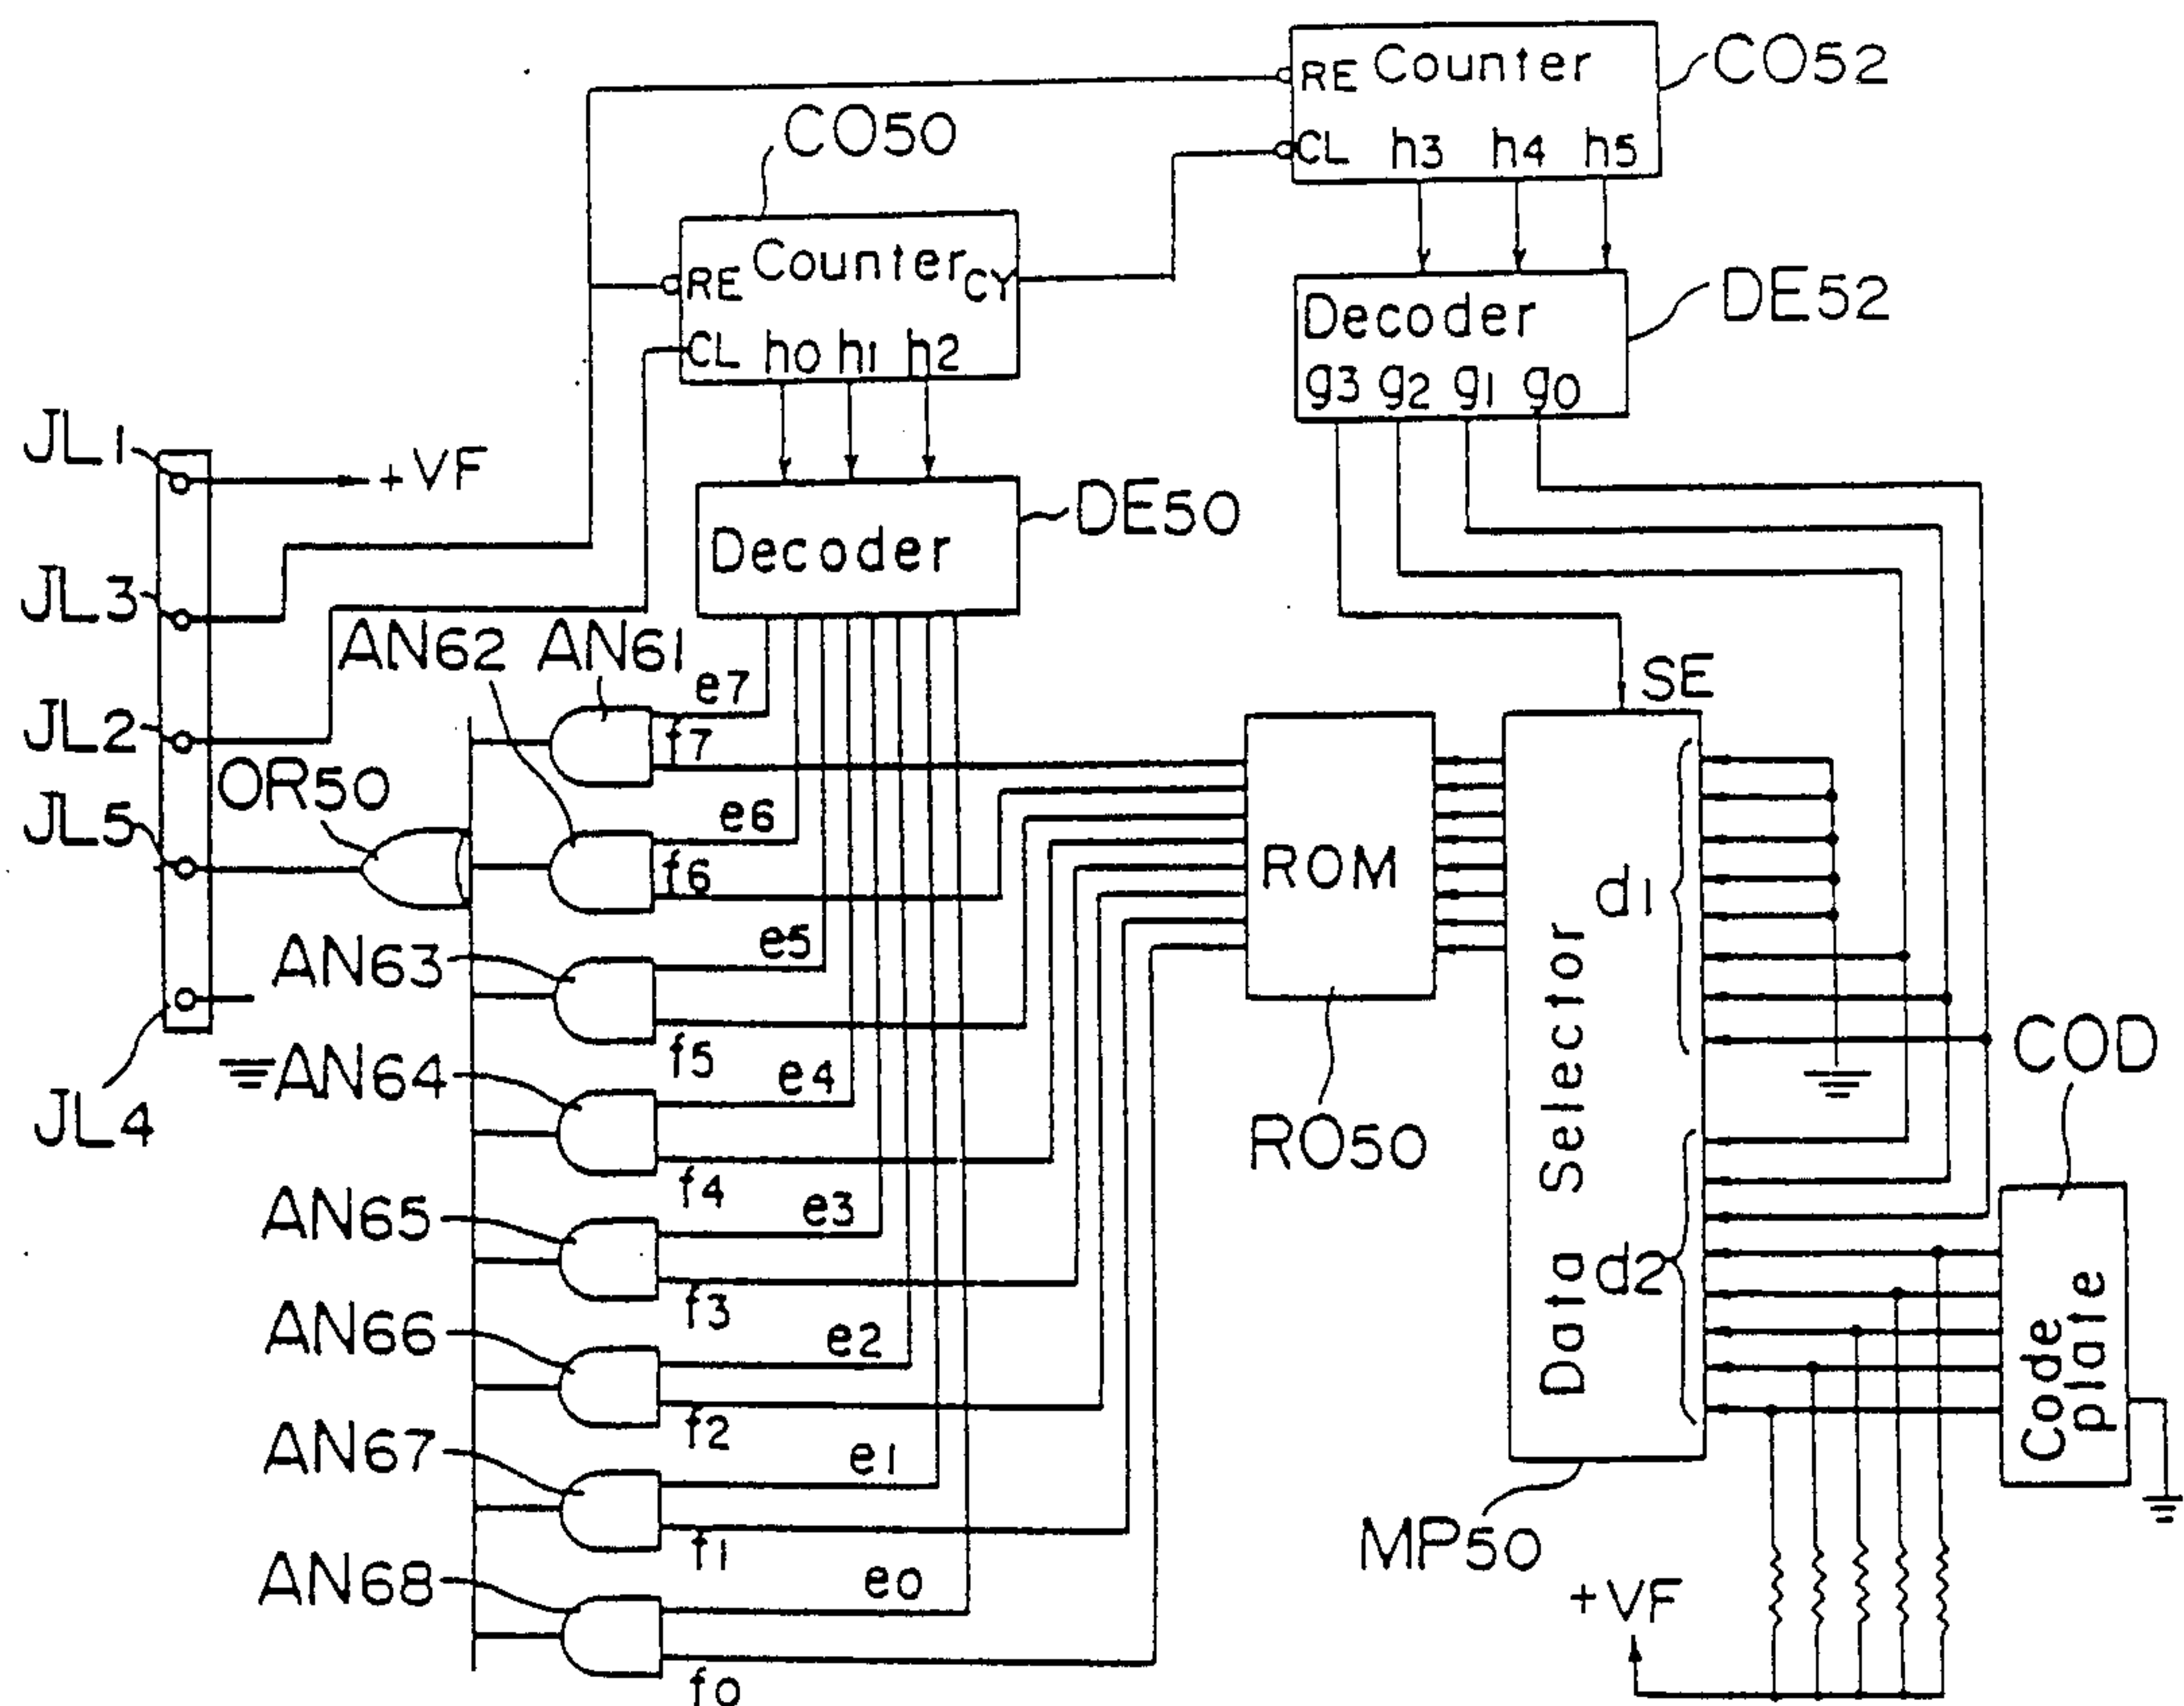 RE Counter
CO52
CL h3 h4 h5
CO50
RE Counter CY
CL h0 h1 h2
Decoder
g3 g2 g1 g0
DE52
JL1
+VF
Decoder
DE50
JL3
AN62 AN61
SE
JL2
e7
f7
OR50
JL5
e6
f6
ROM
d1
AN63
e5
f5
JL4
AN64
e4
f4
RO50
COD
Data Selector
d2
AN65
e3
f3
Code
plate
AN66
e2
f2
AN67
e1
f1
MP50
AN68
e0
f0
+VF